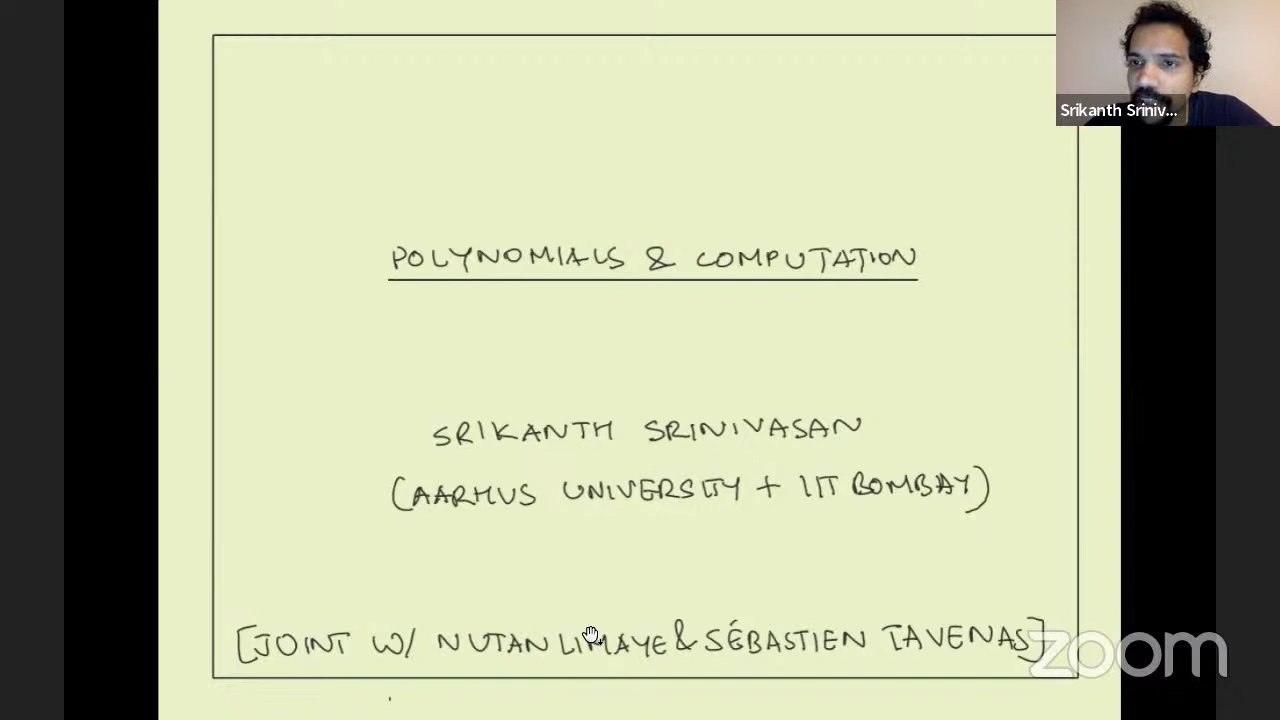 Srikanth Sriniv...
POLYNOMIALS & COMPUTATION
SRIKANTH SRINIVASAN
(AARHUS UNIVERSITY + IIT BOMBAY)
[JOINT W/ NUTAN LIMAYE & SÉBASTIEN TAVENAS]
zoom